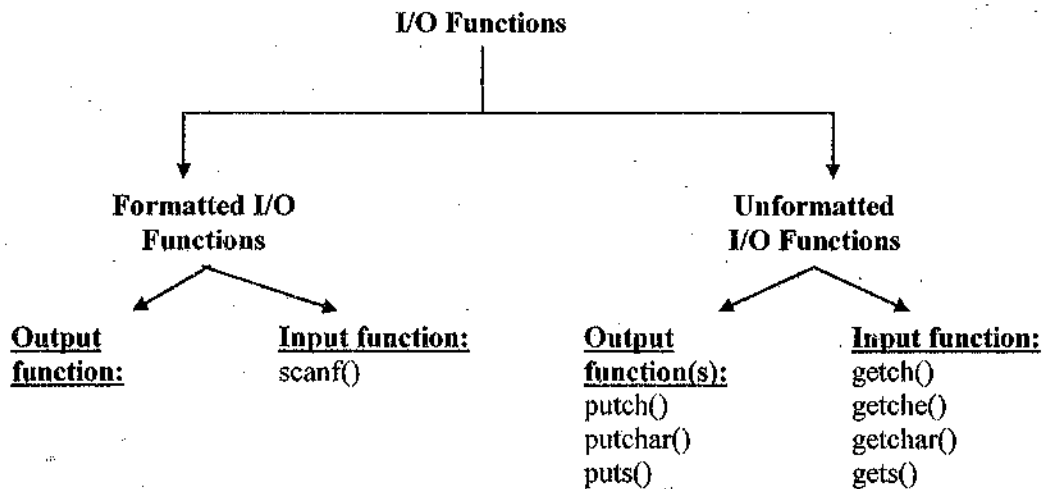 I/O Functions
Formatted I/O
Functions
Unformatted
I/O Functions
Output
function:
Input function:
scanf()
Output
function(s):
putch()
putchar()
puts()
Input function:
getch()
getche()
getchar()
gets()